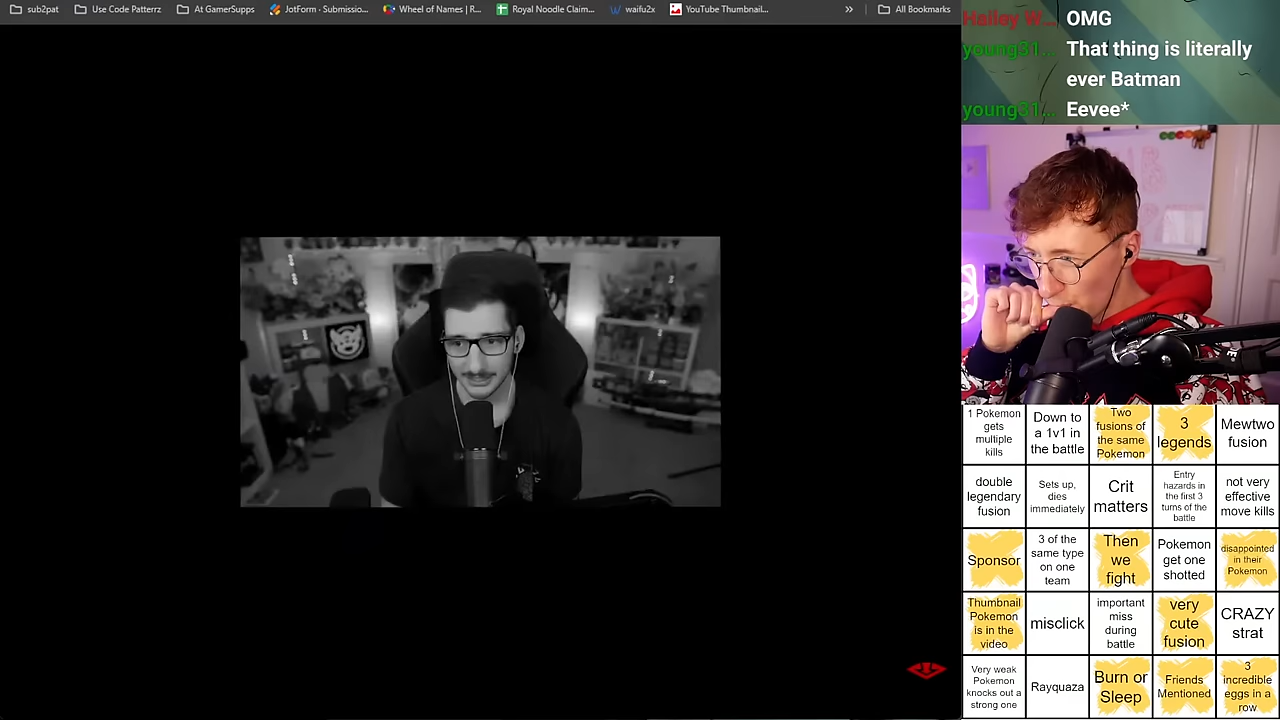 sub2pat
Use Code Patterrz
At GamerSupps
JotForm · Submissio...
Wheel of Names | R...
Royal Noodle Claim...
waifu2x
YouTube Thumbnail...
»
All Bookmarks
Hailey W... OMG
young31... That thing is literally
ever Batman
young31... Eevee*
1 Pokemon
gets
multiple
kills
Down to
a 1v1 in
the battle
Two
fusions of
the same
Pokemon
3
legends
Mewtwo
fusion
double
legendary
fusion
Sets up,
dies
immediately
Crit
matters
Entry
hazards in
the first 3
turns of the
battle
not very
effective
move kills
Sponsor
3 of the
same type
on one
team
Then
we
fight
Pokemon
get one
shotted
disappointed
in their
Pokemon
Thumbnail
Pokemon
is in the
video
misclick
important
miss
during
battle
very
cute
fusion
CRAZY
strat
Very weak
Pokemon
knocks out a
strong one
Rayquaza
Burn or
Sleep
Friends
Mentioned
3
incredible
eggs in a
row